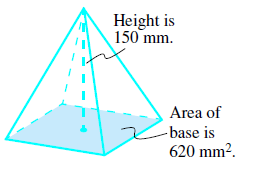 Height is
150 mm.
Area of
base is
620 mm².